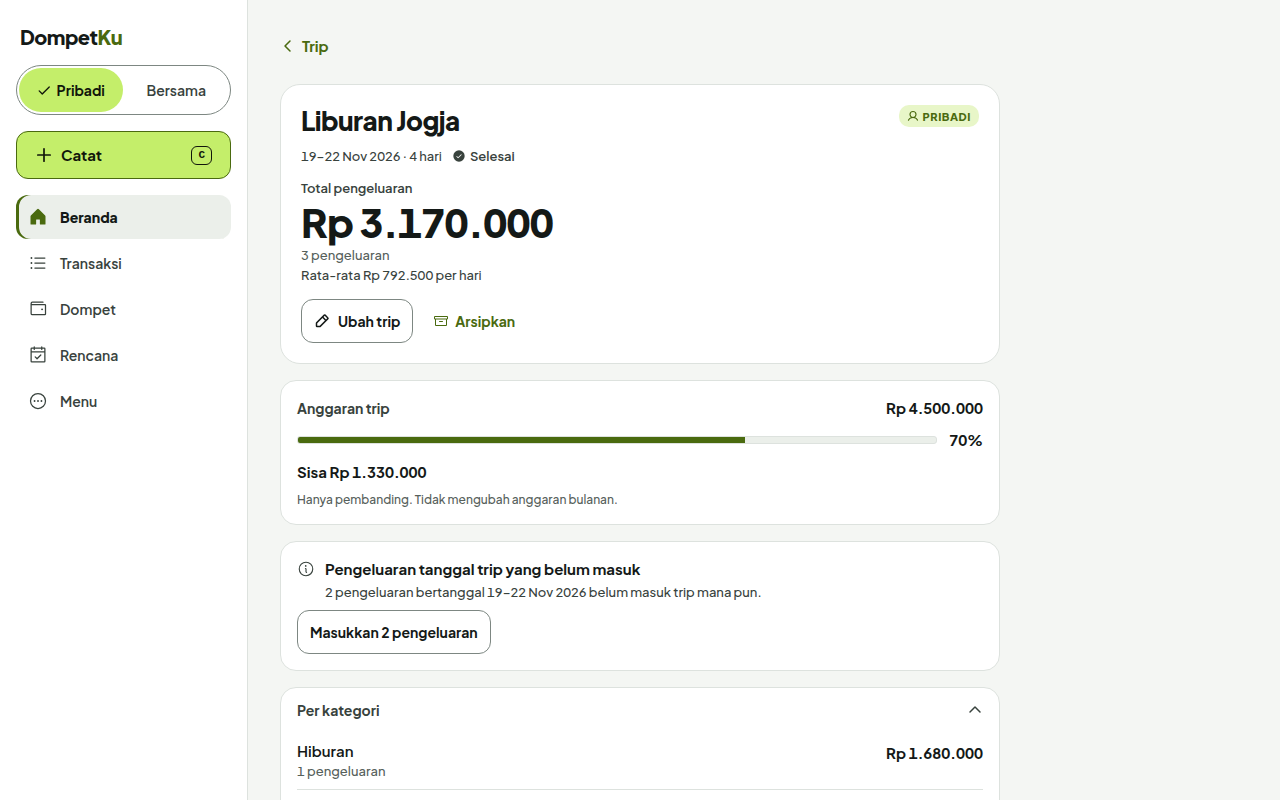 DompetKu
Pribadi
Bersama
Catat
C
Beranda
Transaksi
Dompet
Rencana
Menu
Trip
Liburan Jogja
PRIBADI
19–22 Nov 2026 · 4 hari
Selesai
Total pengeluaran
Rp 3.170.000
3 pengeluaran
Rata-rata Rp 792.500 per hari
Ubah trip
Arsipkan
Anggaran trip
Rp 4.500.000
70%
Sisa Rp 1.330.000
Hanya pembanding. Tidak mengubah anggaran bulanan.
Pengeluaran tanggal trip yang belum masuk
2 pengeluaran bertanggal 19–22 Nov 2026 belum masuk trip mana pun.
Masukkan 2 pengeluaran
Per kategori
Hiburan
Rp 1.680.000
1 pengeluaran